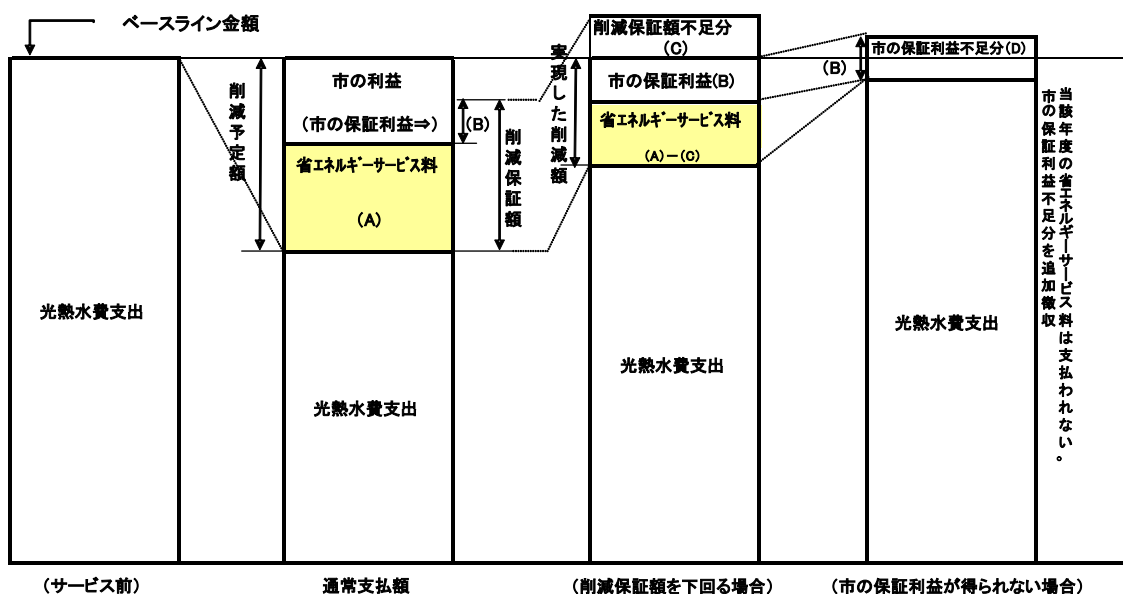 ベースライン金額
光熱水費支出
(サービス前)
削減予定額
市の利益
(市の保証利益⇒)
(B)
省エネルギーサービス料
(A)
削減保証額
光熱水費支出
通常支払額
削減保証額不足分
(C)
実現した削減額
市の保証利益(B)
省エネルギーサービス料
(A)-(C)
光熱水費支出
(削減保証額を下回る場合)
市の保証利益不足分(D)
(B)
光熱水費支出
(市の保証利益が得られない場合)
当該年度の省エネルギーサービス料は支払われない。
市の保証利益不足分を追加徴収